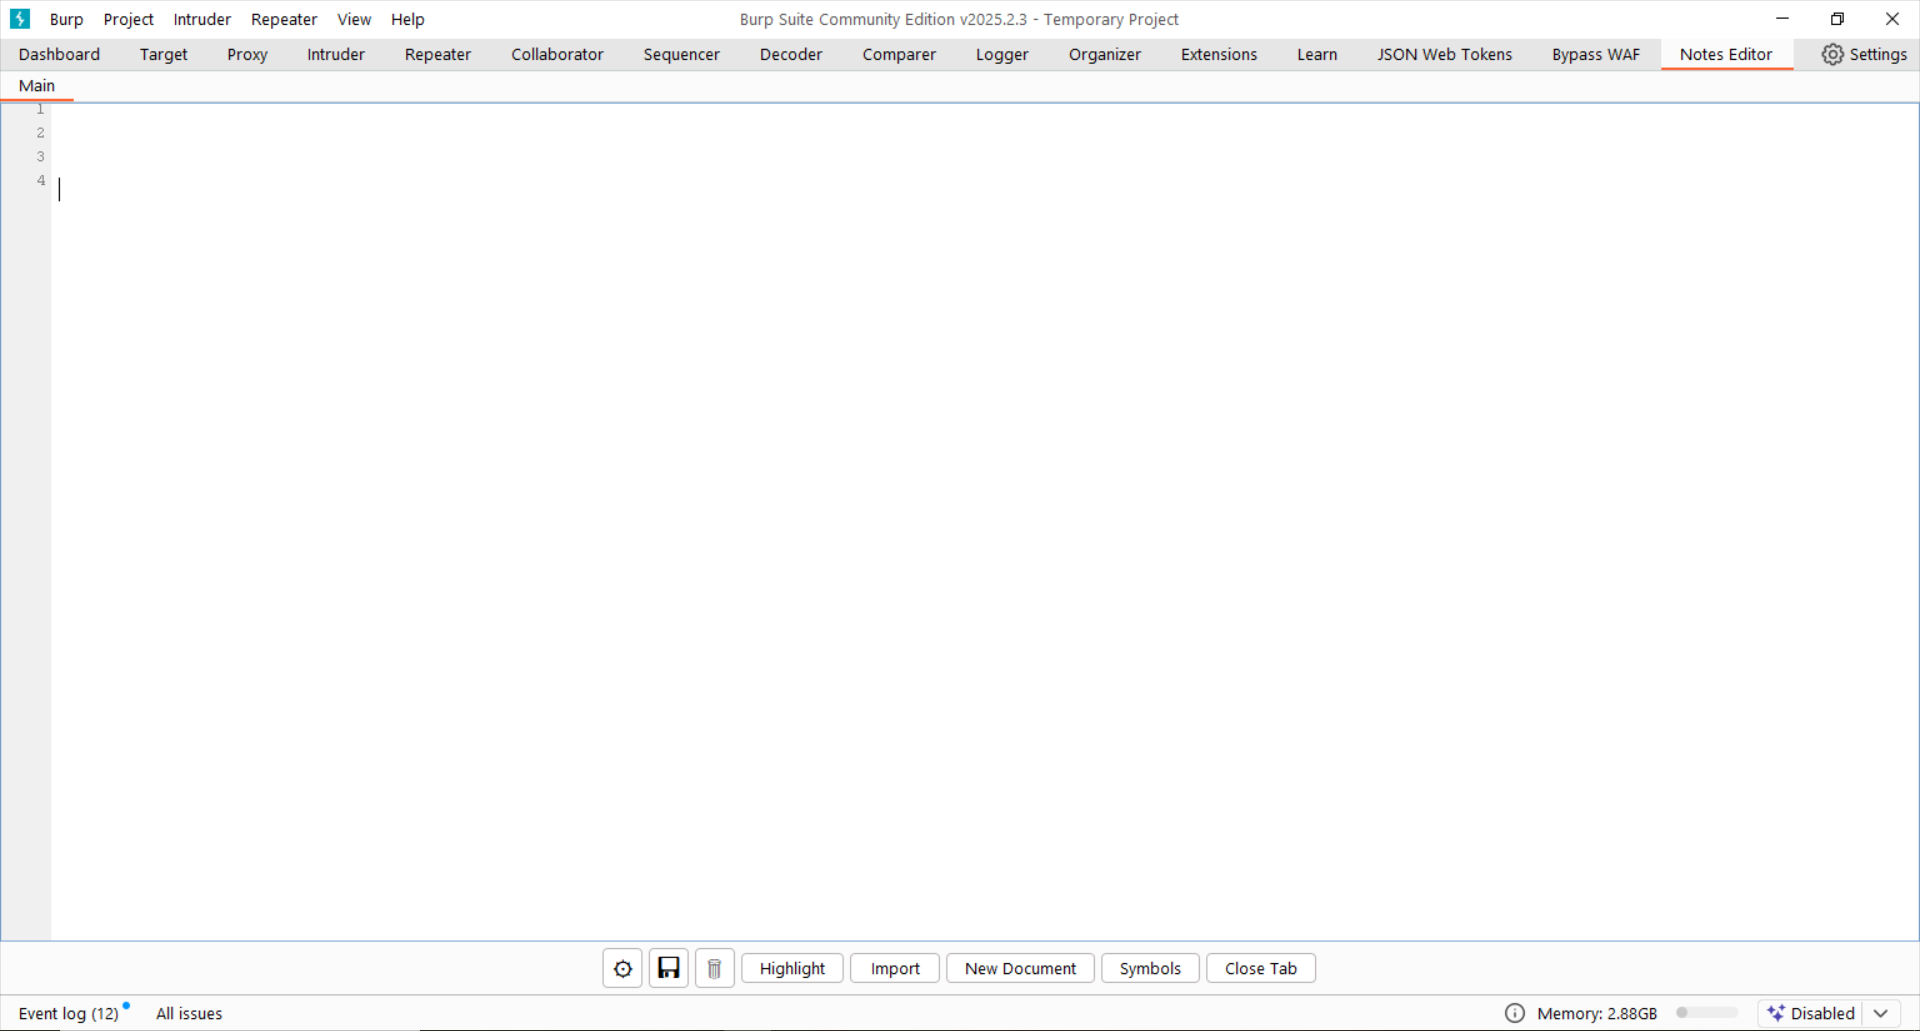 Burp Project Intruder Repeater View Help Burp Suite Community Edition v2025.2.3 - Temporary Project
Dashboard Target Proxy Intruder Repeater Collaborator Sequencer Decoder Comparer Logger Organizer Extensions Learn JSON Web Tokens Bypass WAF Notes Editor Settings
Main
1
2
3
4
Highlight Import New Document Symbols Close Tab
Event log (12) All issues Memory: 2.88GB Disabled